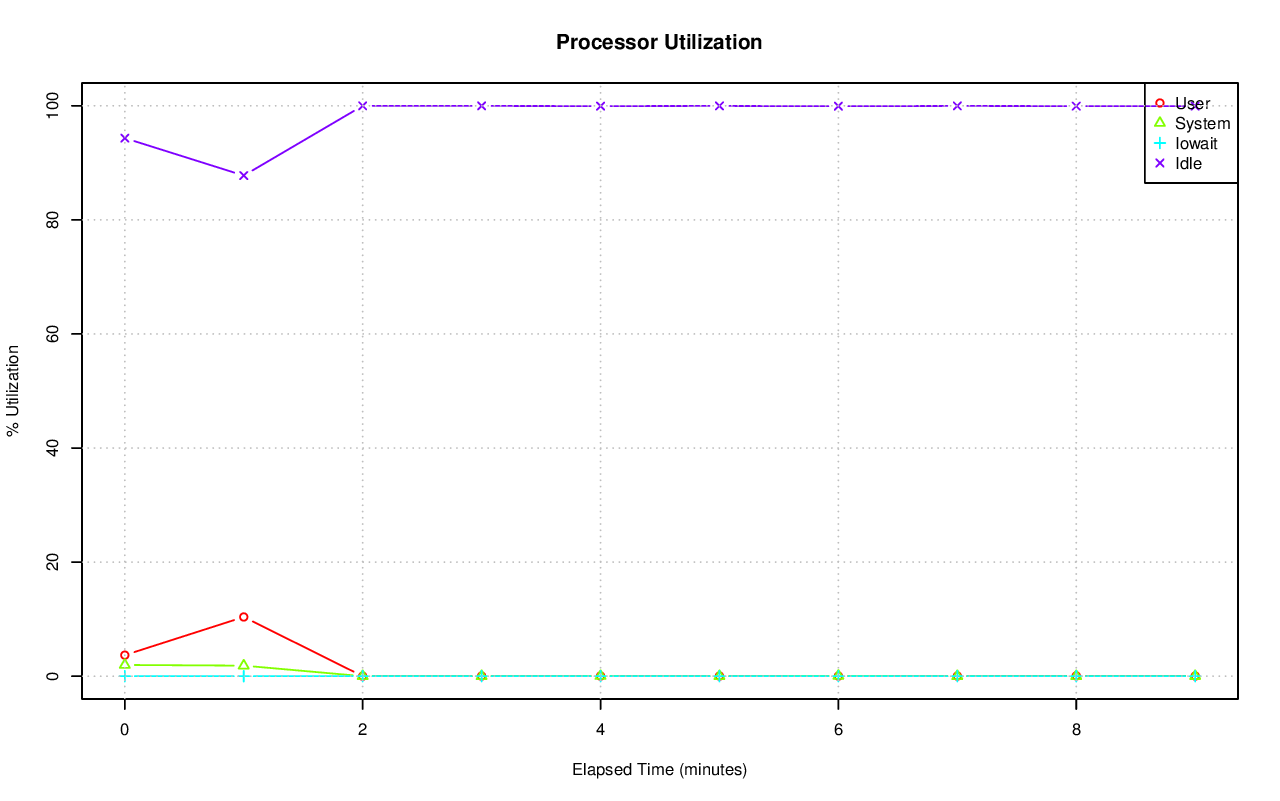 Processor Utilization
% Utilization
100
80
60
40
20
0
User
System
Iowait
Idle
0 2 4 6 8
Elapsed Time (minutes)